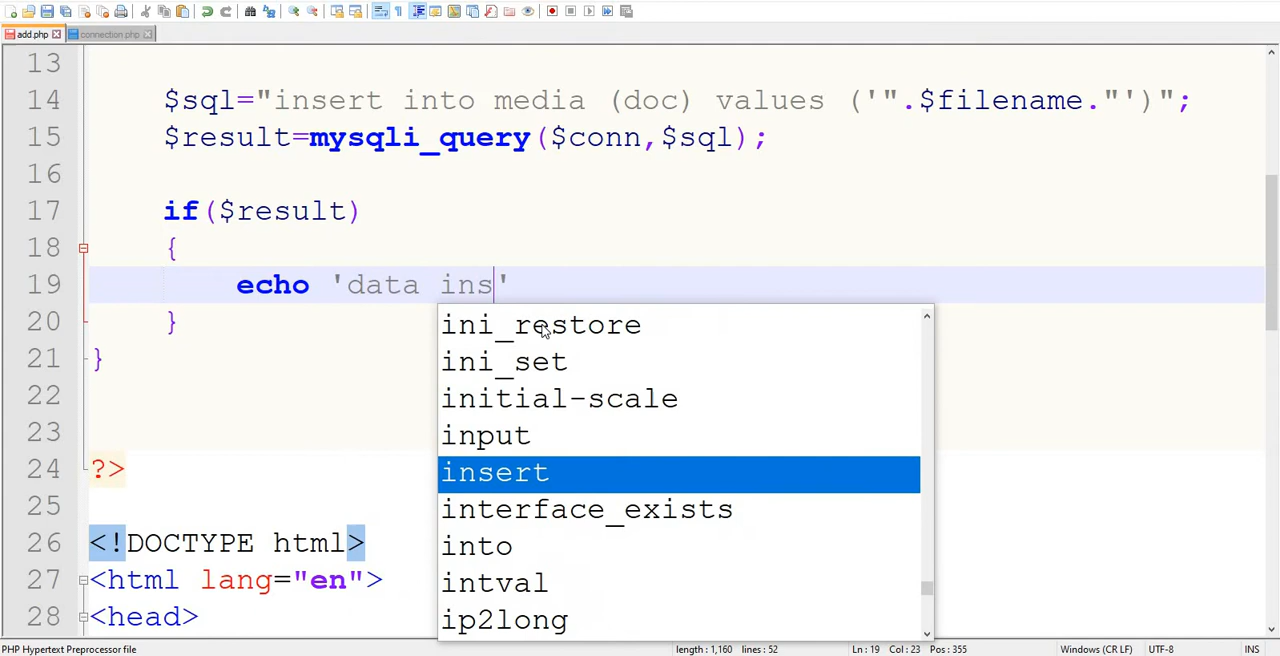 add.php connection.php
13
14 $sql="insert into media (doc) values ('".$filename."')";
15 $result=mysqli_query($conn,$sql);
16
17 if($result)
18 {
19 echo 'data ins'
20 }
21 }
22
23
24 ?>
25
26 <!DOCTYPE html>
27 <html lang="en">
28 <head>
ini_restore
ini_set
initial-scale
input
insert
interface_exists
into
intval
ip2long
PHP Hypertext Preprocessor file length : 1,160 lines : 52 Ln : 19 Col : 23 Pos : 355 Windows (CR LF) UTF-8 INS